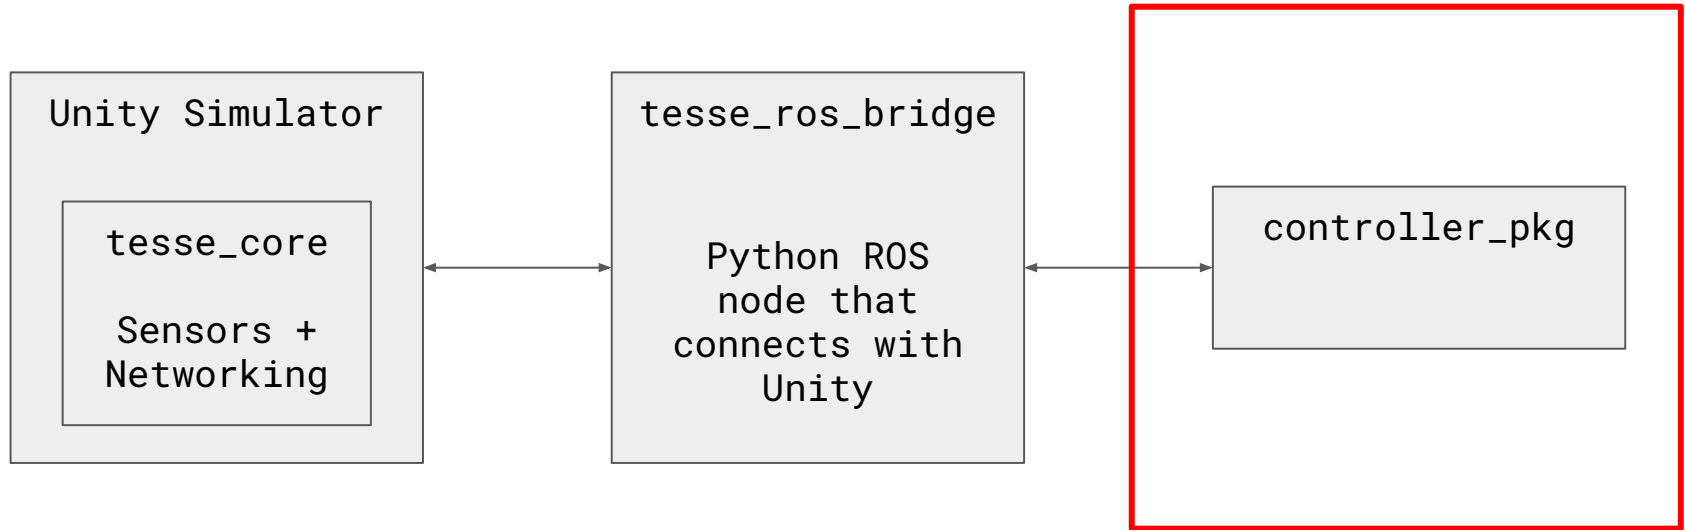 Unity Simulator
tesse_core
Sensors +
Networking
tesse_ros_bridge
Python ROS
node that
connects with
Unity
controller_pkg